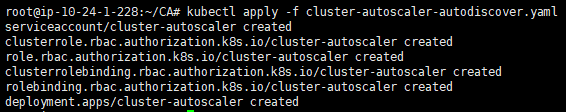 root@ip-10-24-1-228:~/CA# kubectl apply -f cluster-autoscaler-autodiscover.yaml
serviceaccount/cluster-autoscaler created
clusterrole.rbac.authorization.k8s.io/cluster-autoscaler created
role.rbac.authorization.k8s.io/cluster-autoscaler created
clusterrolebinding.rbac.authorization.k8s.io/cluster-autoscaler created
rolebinding.rbac.authorization.k8s.io/cluster-autoscaler created
deployment.apps/cluster-autoscaler created